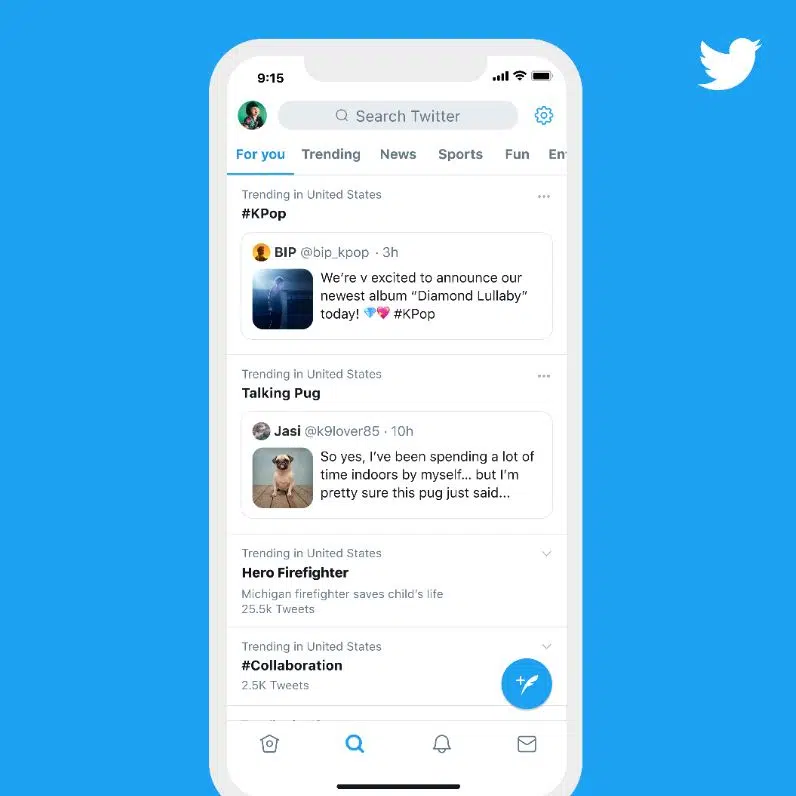 9:15
Search Twitter
For you Trending News Sports Fun En
Trending in United States
#KPop
BIP @bip_kpop · 3h
We're v excited to announce our
newest album “Diamond Lullaby”
today! 💎💖 #KPop
Trending in United States
Talking Pug
Jasi @k9lover85 · 10h
So yes, I've been spending a lot of
time indoors by myself... but I'm
pretty sure this pug just said...
Trending in United States
Hero Firefighter
Michigan firefighter saves child's life
25.5k Tweets
Trending in United States
#Collaboration
2.5K Tweets